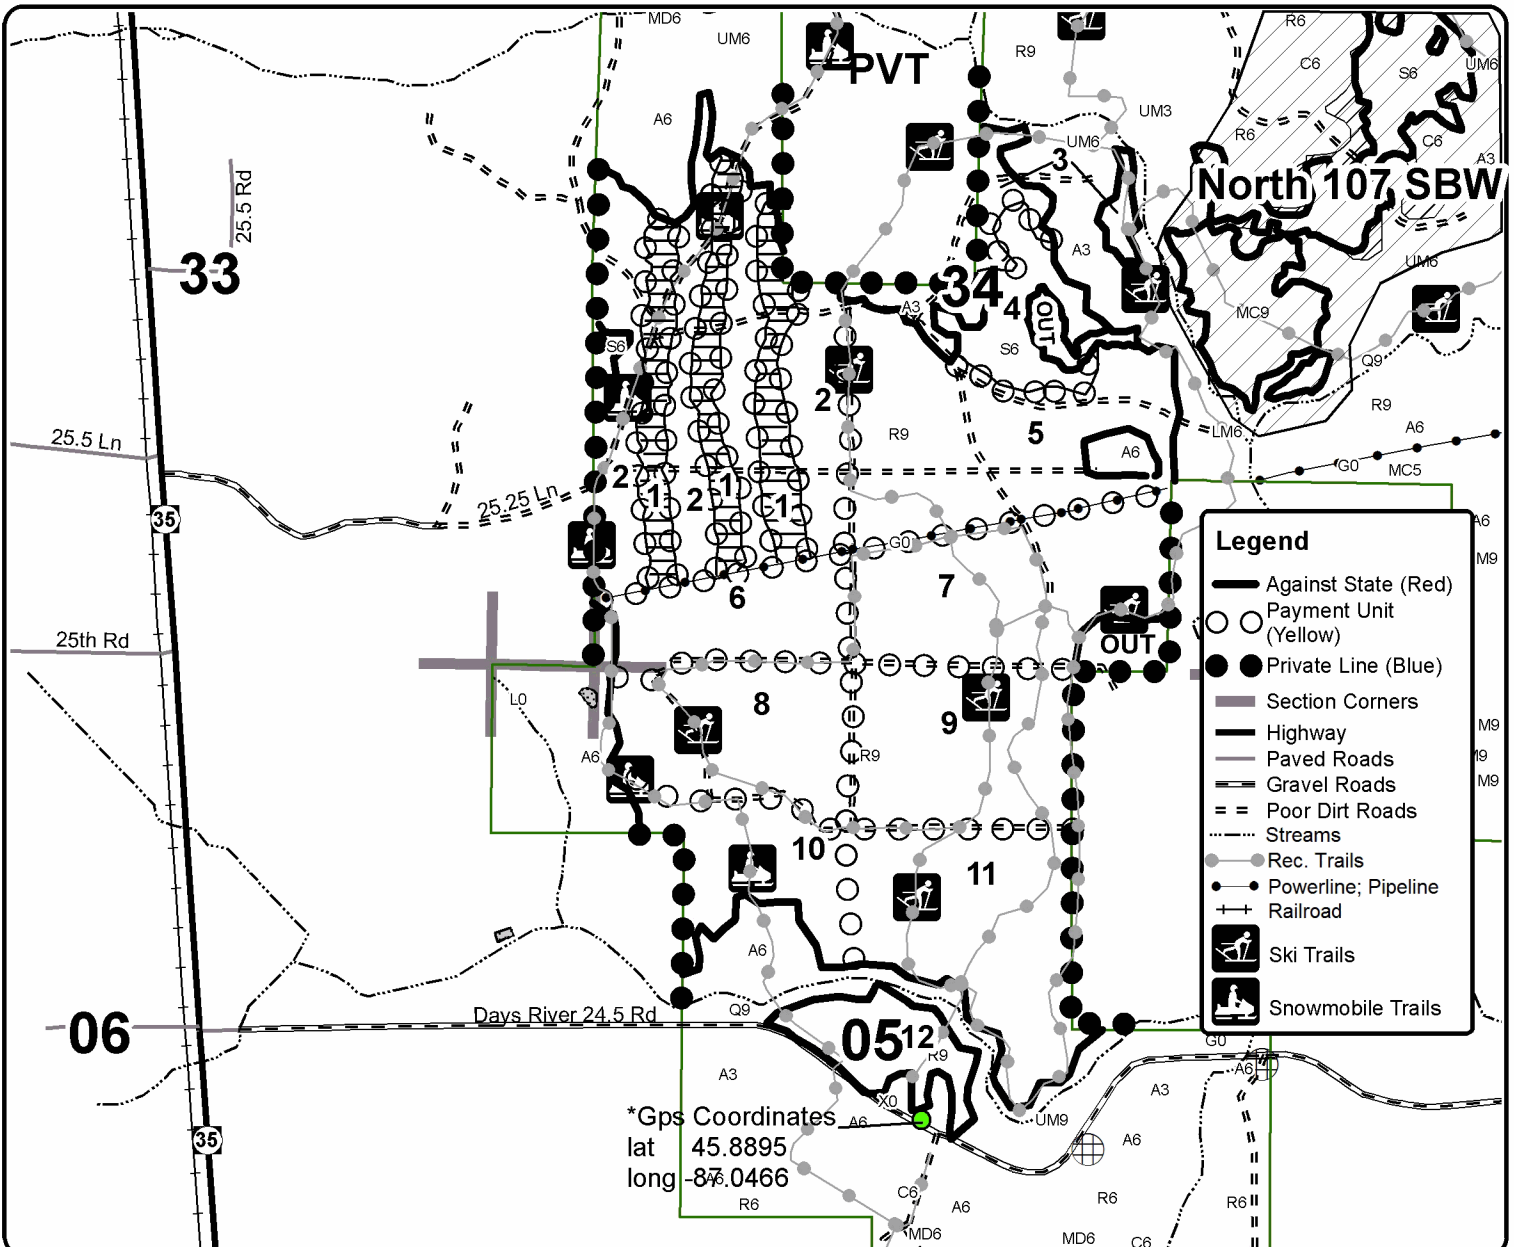 MD6
R6
UM6
R9
C6
S6
UM6
PVT
A6
UM3
R6
C6
UM6
A3
3
North 107 SBW
25.5 Rd
A3
33
34
UM6
4
OUT
A3
MC9
S6
S6
Q9
2
R9
5
R9
A6
LM6
25.5 Ln
A6
G0
MC5
2
1
2
1
1
25.25 Ln
35
G0
A6
M9
6
7
25th Rd
OUT
L0
8
9
A6
R9
M9
M9
M9
10
11
A6
Legend
Against State (Red)
Payment Unit
(Yellow)
Private Line (Blue)
Section Corners
Highway
Paved Roads
Gravel Roads
Poor Dirt Roads
Streams
Rec. Trails
Powerline; Pipeline
Railroad
Ski Trails
Snowmobile Trails
Days River 24.5 Rd
Q9
06
05
12
R9
G0
A6
A3
A3
X0
*Gps Coordinates
A6
UM9
A6
lat 45.8895
long -87.0466
A6
35
R6
C6
A6
R6
R6
MD6
MD6
C6